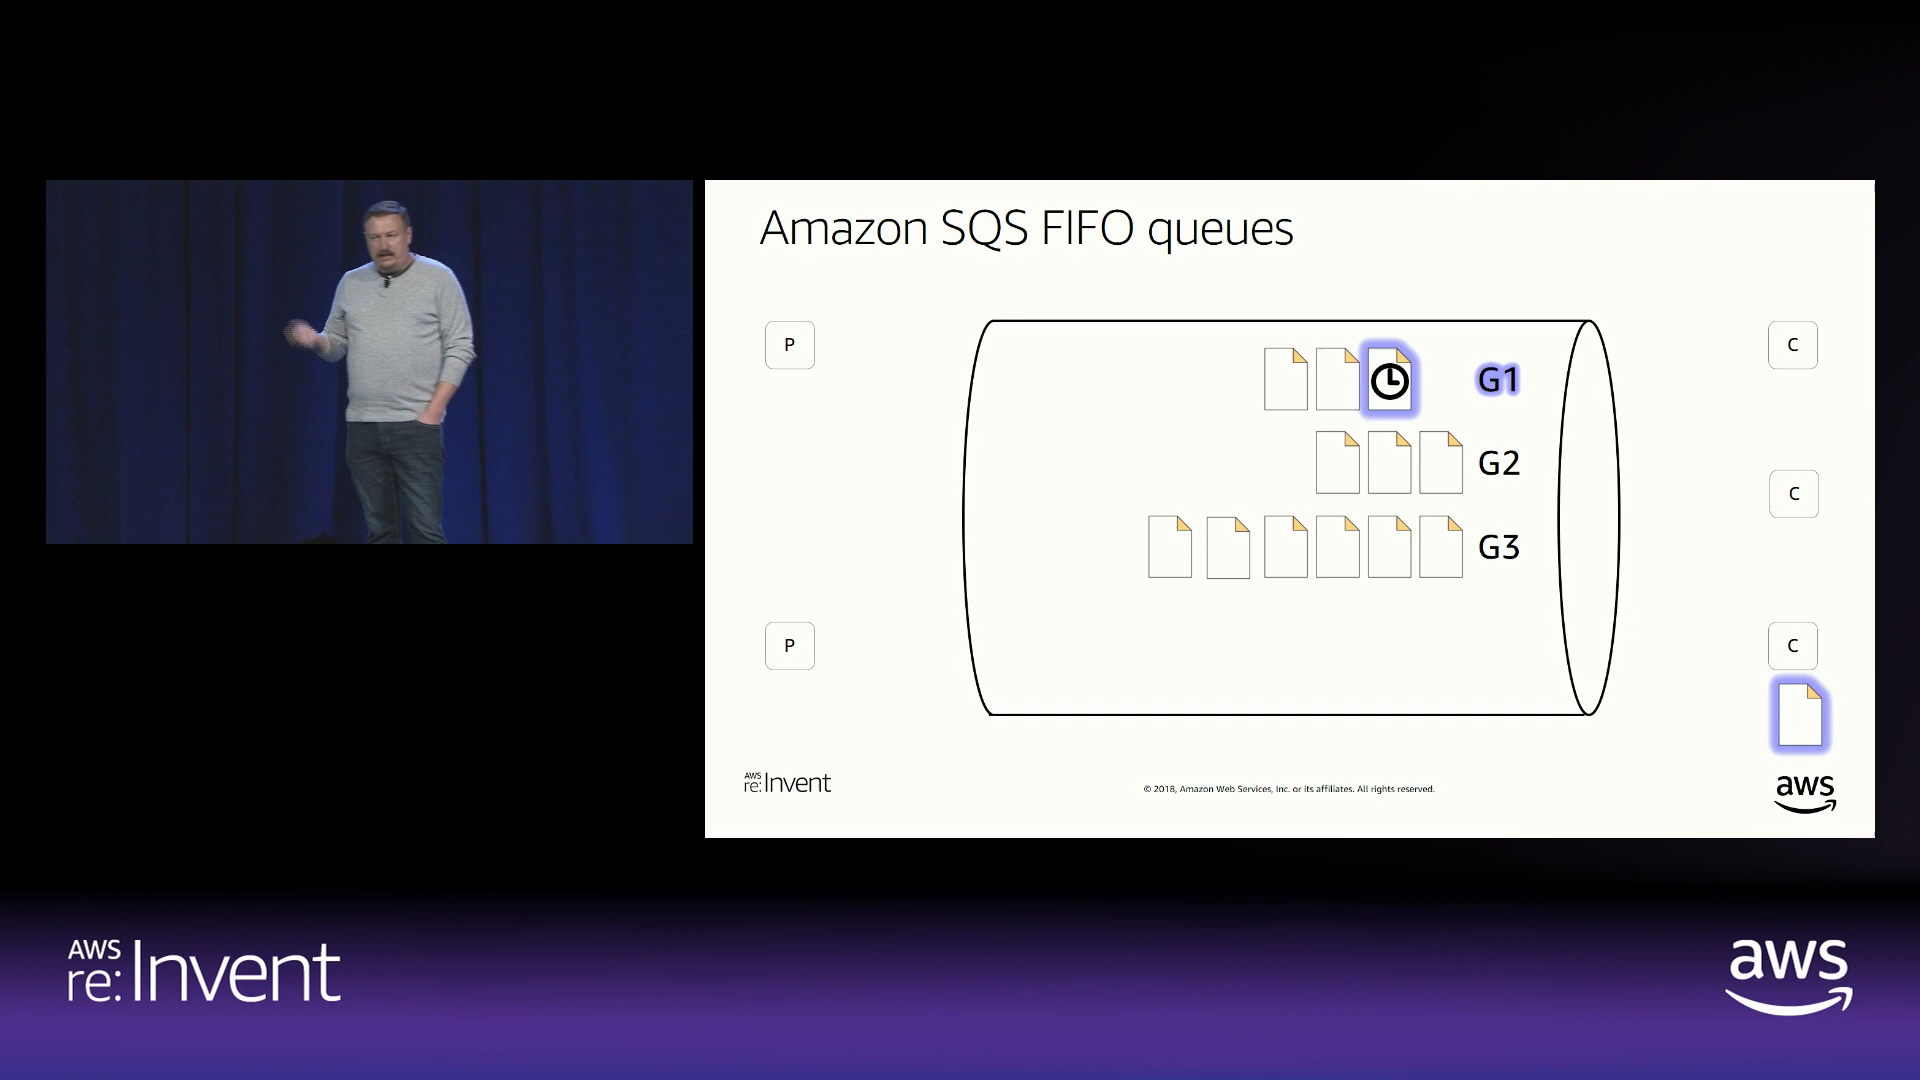 Amazon SQS FIFO queues
P
C
G1
G2
C
G3
P
C
AWS
re:Invent
© 2018, Amazon Web Services, Inc. or its affiliates. All rights reserved.
aws
AWS
re:Invent
aws